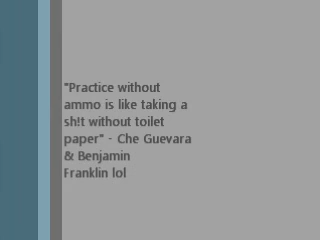 "Practice without
ammo is like taking a
sh!t without toilet
paper" - Che Guevara
& Benjamin
Franklin lol